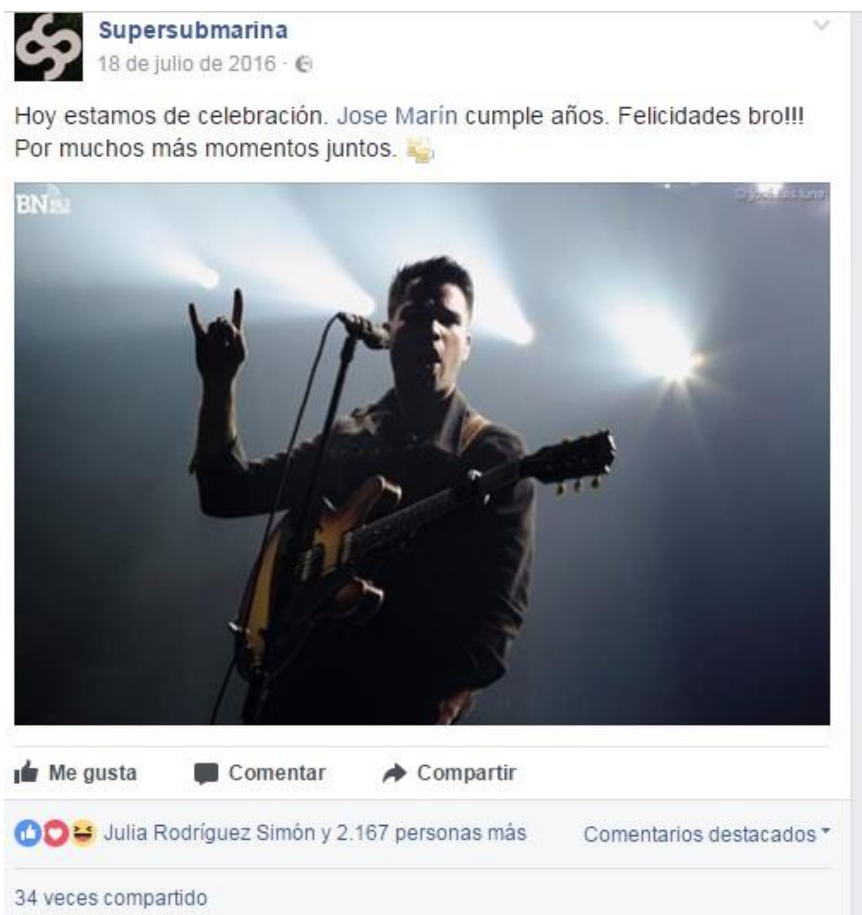 Supersubmarina
18 de julio de 2016 ·
Hoy estamos de celebración. Jose Marín cumple años. Felicidades bro!!!
Por muchos más momentos juntos.
BN
Me gusta Comentar Compartir
Julia Rodríguez Simón y 2.167 personas más Comentarios destacados
34 veces compartido